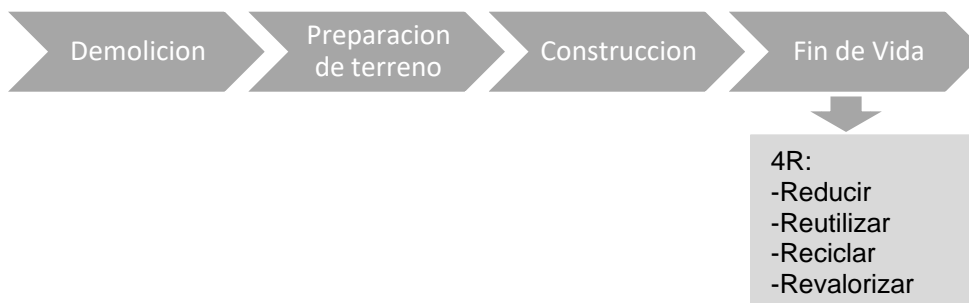 Demolicion
Preparacion
de terreno
Construccion
Fin de Vida
4R:
-Reducir
-Reutilizar
-Reciclar
-Revalorizar